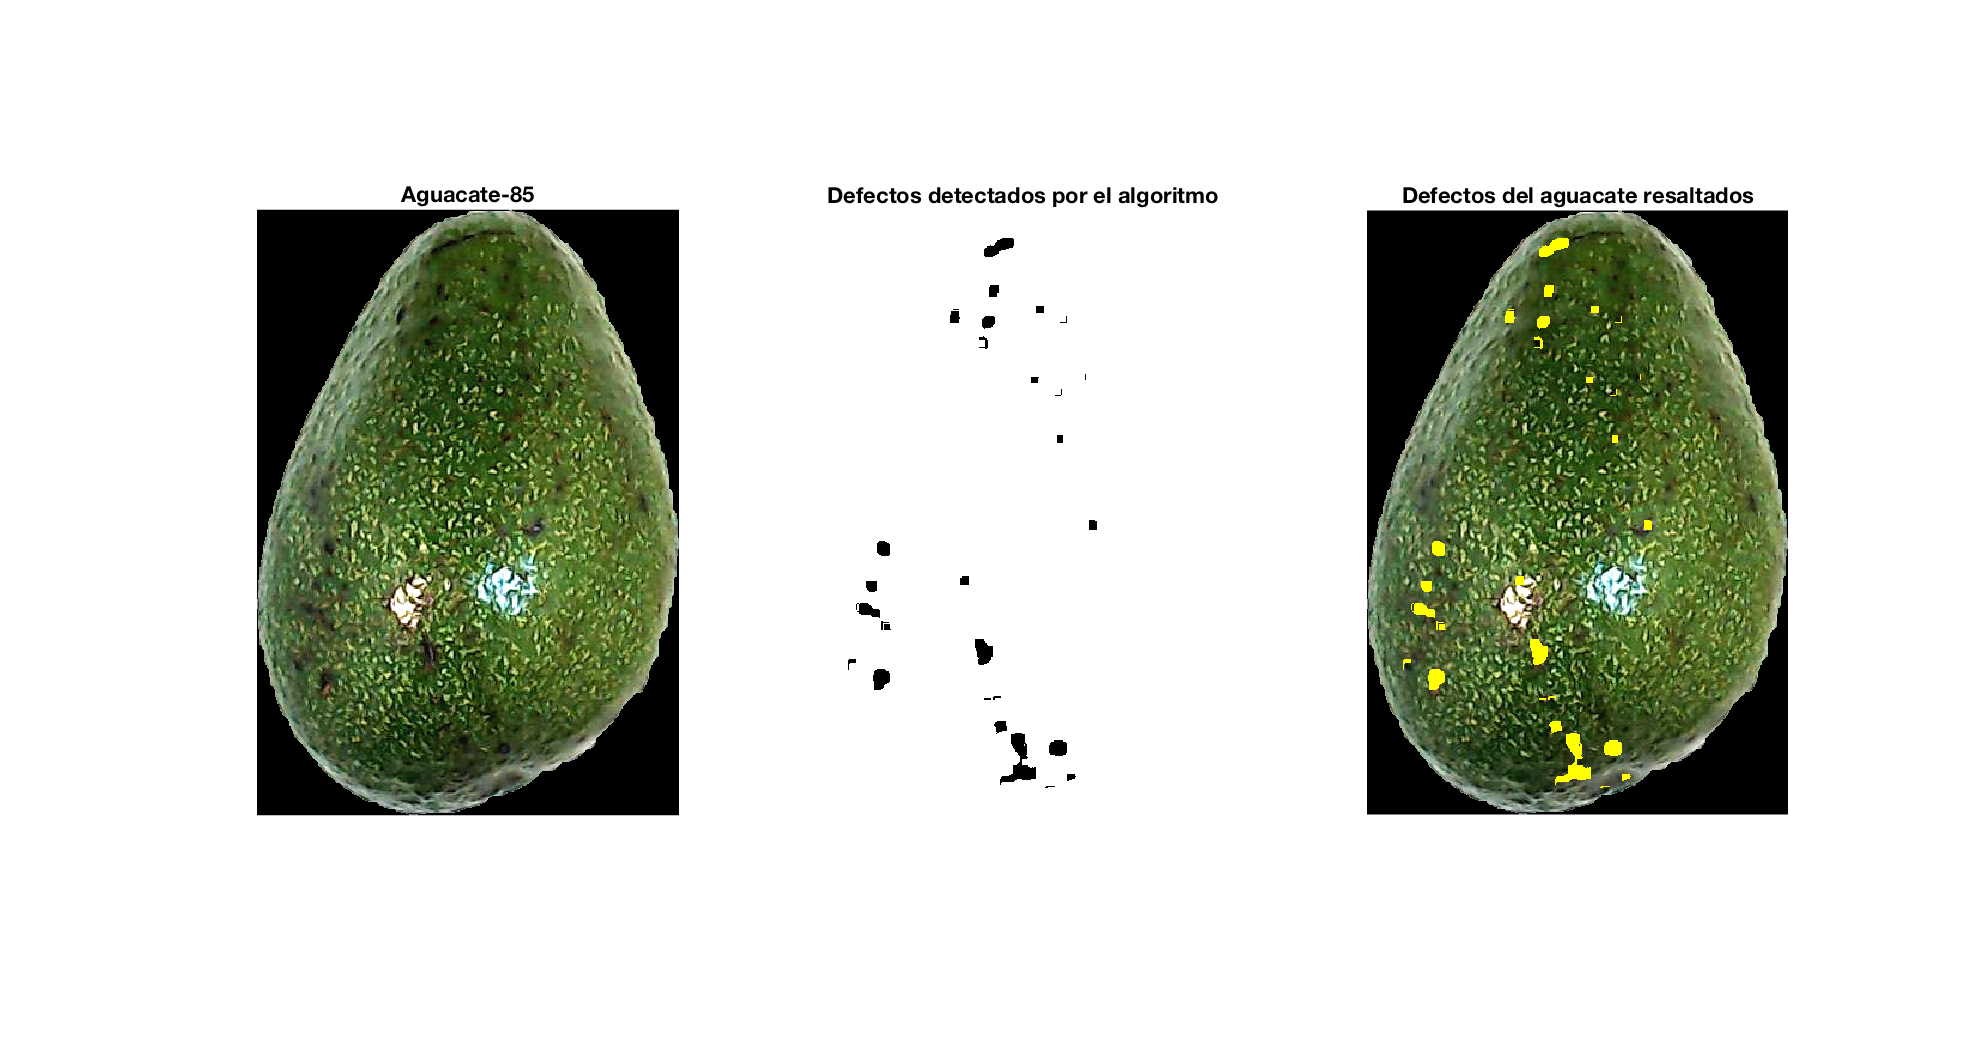 Aguacate-85
Defectos detectados por el algoritmo
Defectos del aguacate resaltados